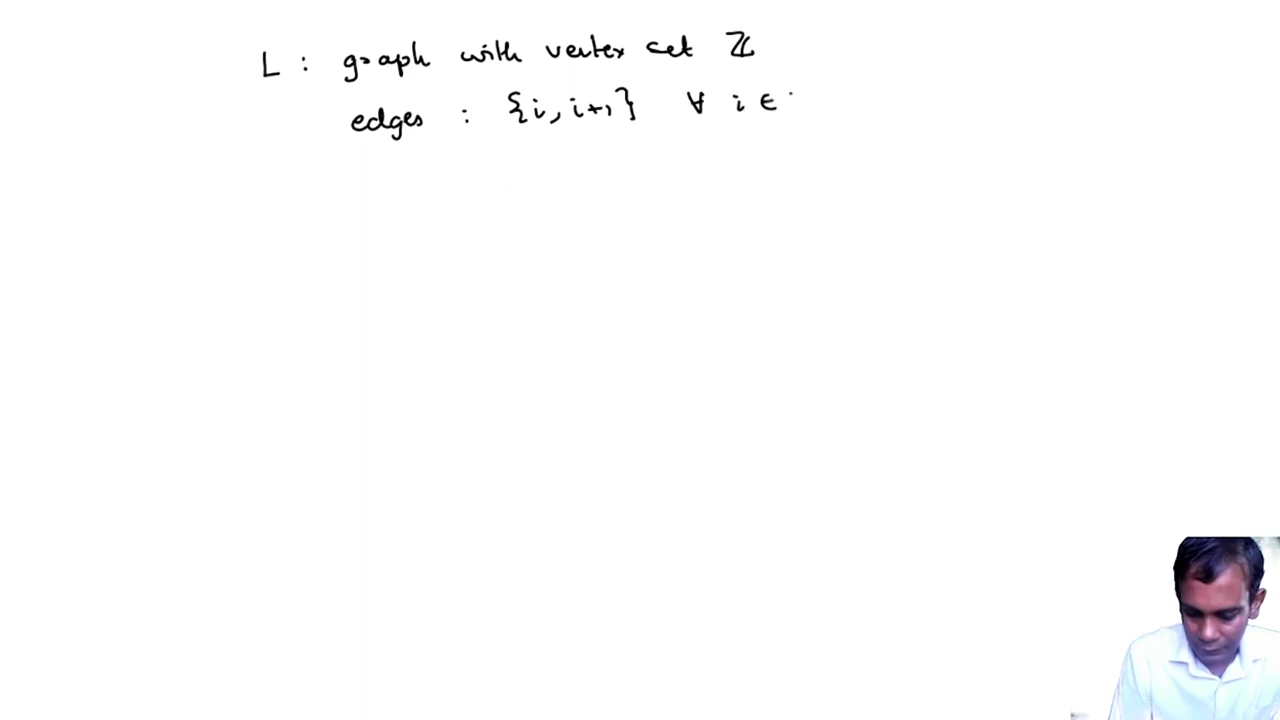 L : graph with vertex set ℤ
edges : {i, i+1} ∀ i ∈